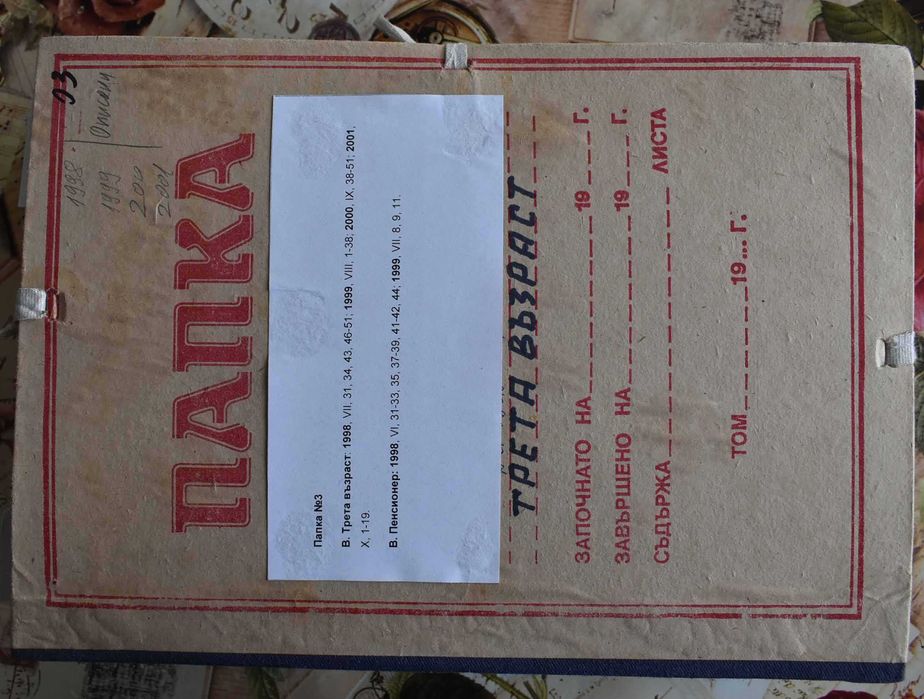 03
1998.
1999
2000
2001
Описани
ПАПКА
Папка №3
В. Трета възраст: 1998, VII, 31, 34, 43, 46-51; 1999, VIII, 1-38; 2000, IX, 38-51; 2001,
X, 1-19.
В. Пенсионер: 1998, VI, 31-33, 35, 37-39, 41-42, 44; 1999, VII, 8, 9, 11.
ТРЕТА ВЪЗРАСТ
ЗАПОЧНАТО НА 19 Г.
ЗАВЪРШЕНО НА 19 Г.
СЪДЪРЖА ЛИСТА
ТОМ 19...Г.